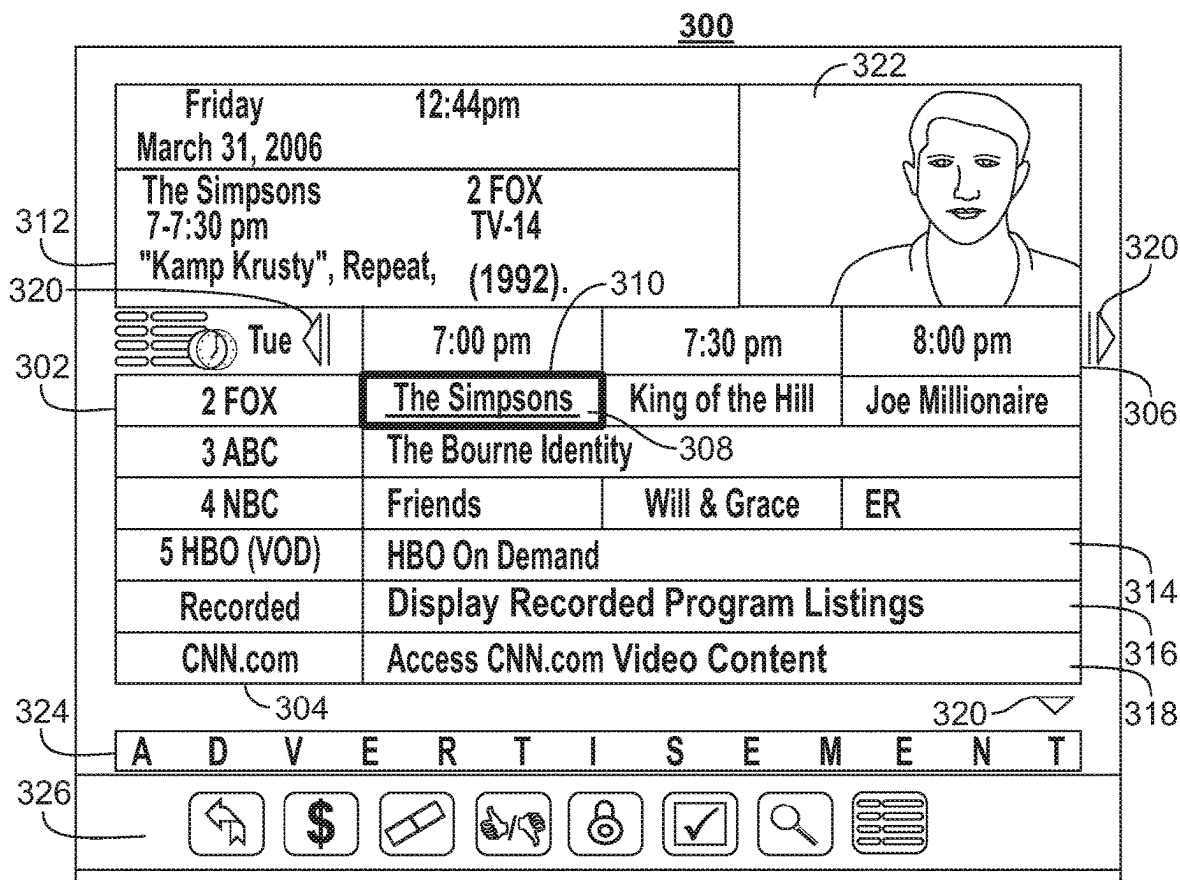 300
322
Friday 12:44pm
March 31, 2006
The Simpsons 2 FOX
312 7-7:30 pm TV-14
"Kamp Krusty", Repeat, (1992).
320 310 320
Tue 7:00 pm 7:30 pm 8:00 pm
302 306
2 FOX The Simpsons King of the Hill Joe Millionaire
3 ABC The Bourne Identity 308
4 NBC Friends Will & Grace ER
5 HBO (VOD) HBO On Demand
314
Recorded Display Recorded Program Listings
316
CNN.com Access CNN.com Video Content
304 320 318
324 A D V E R T I S E M E N T
326 $ /